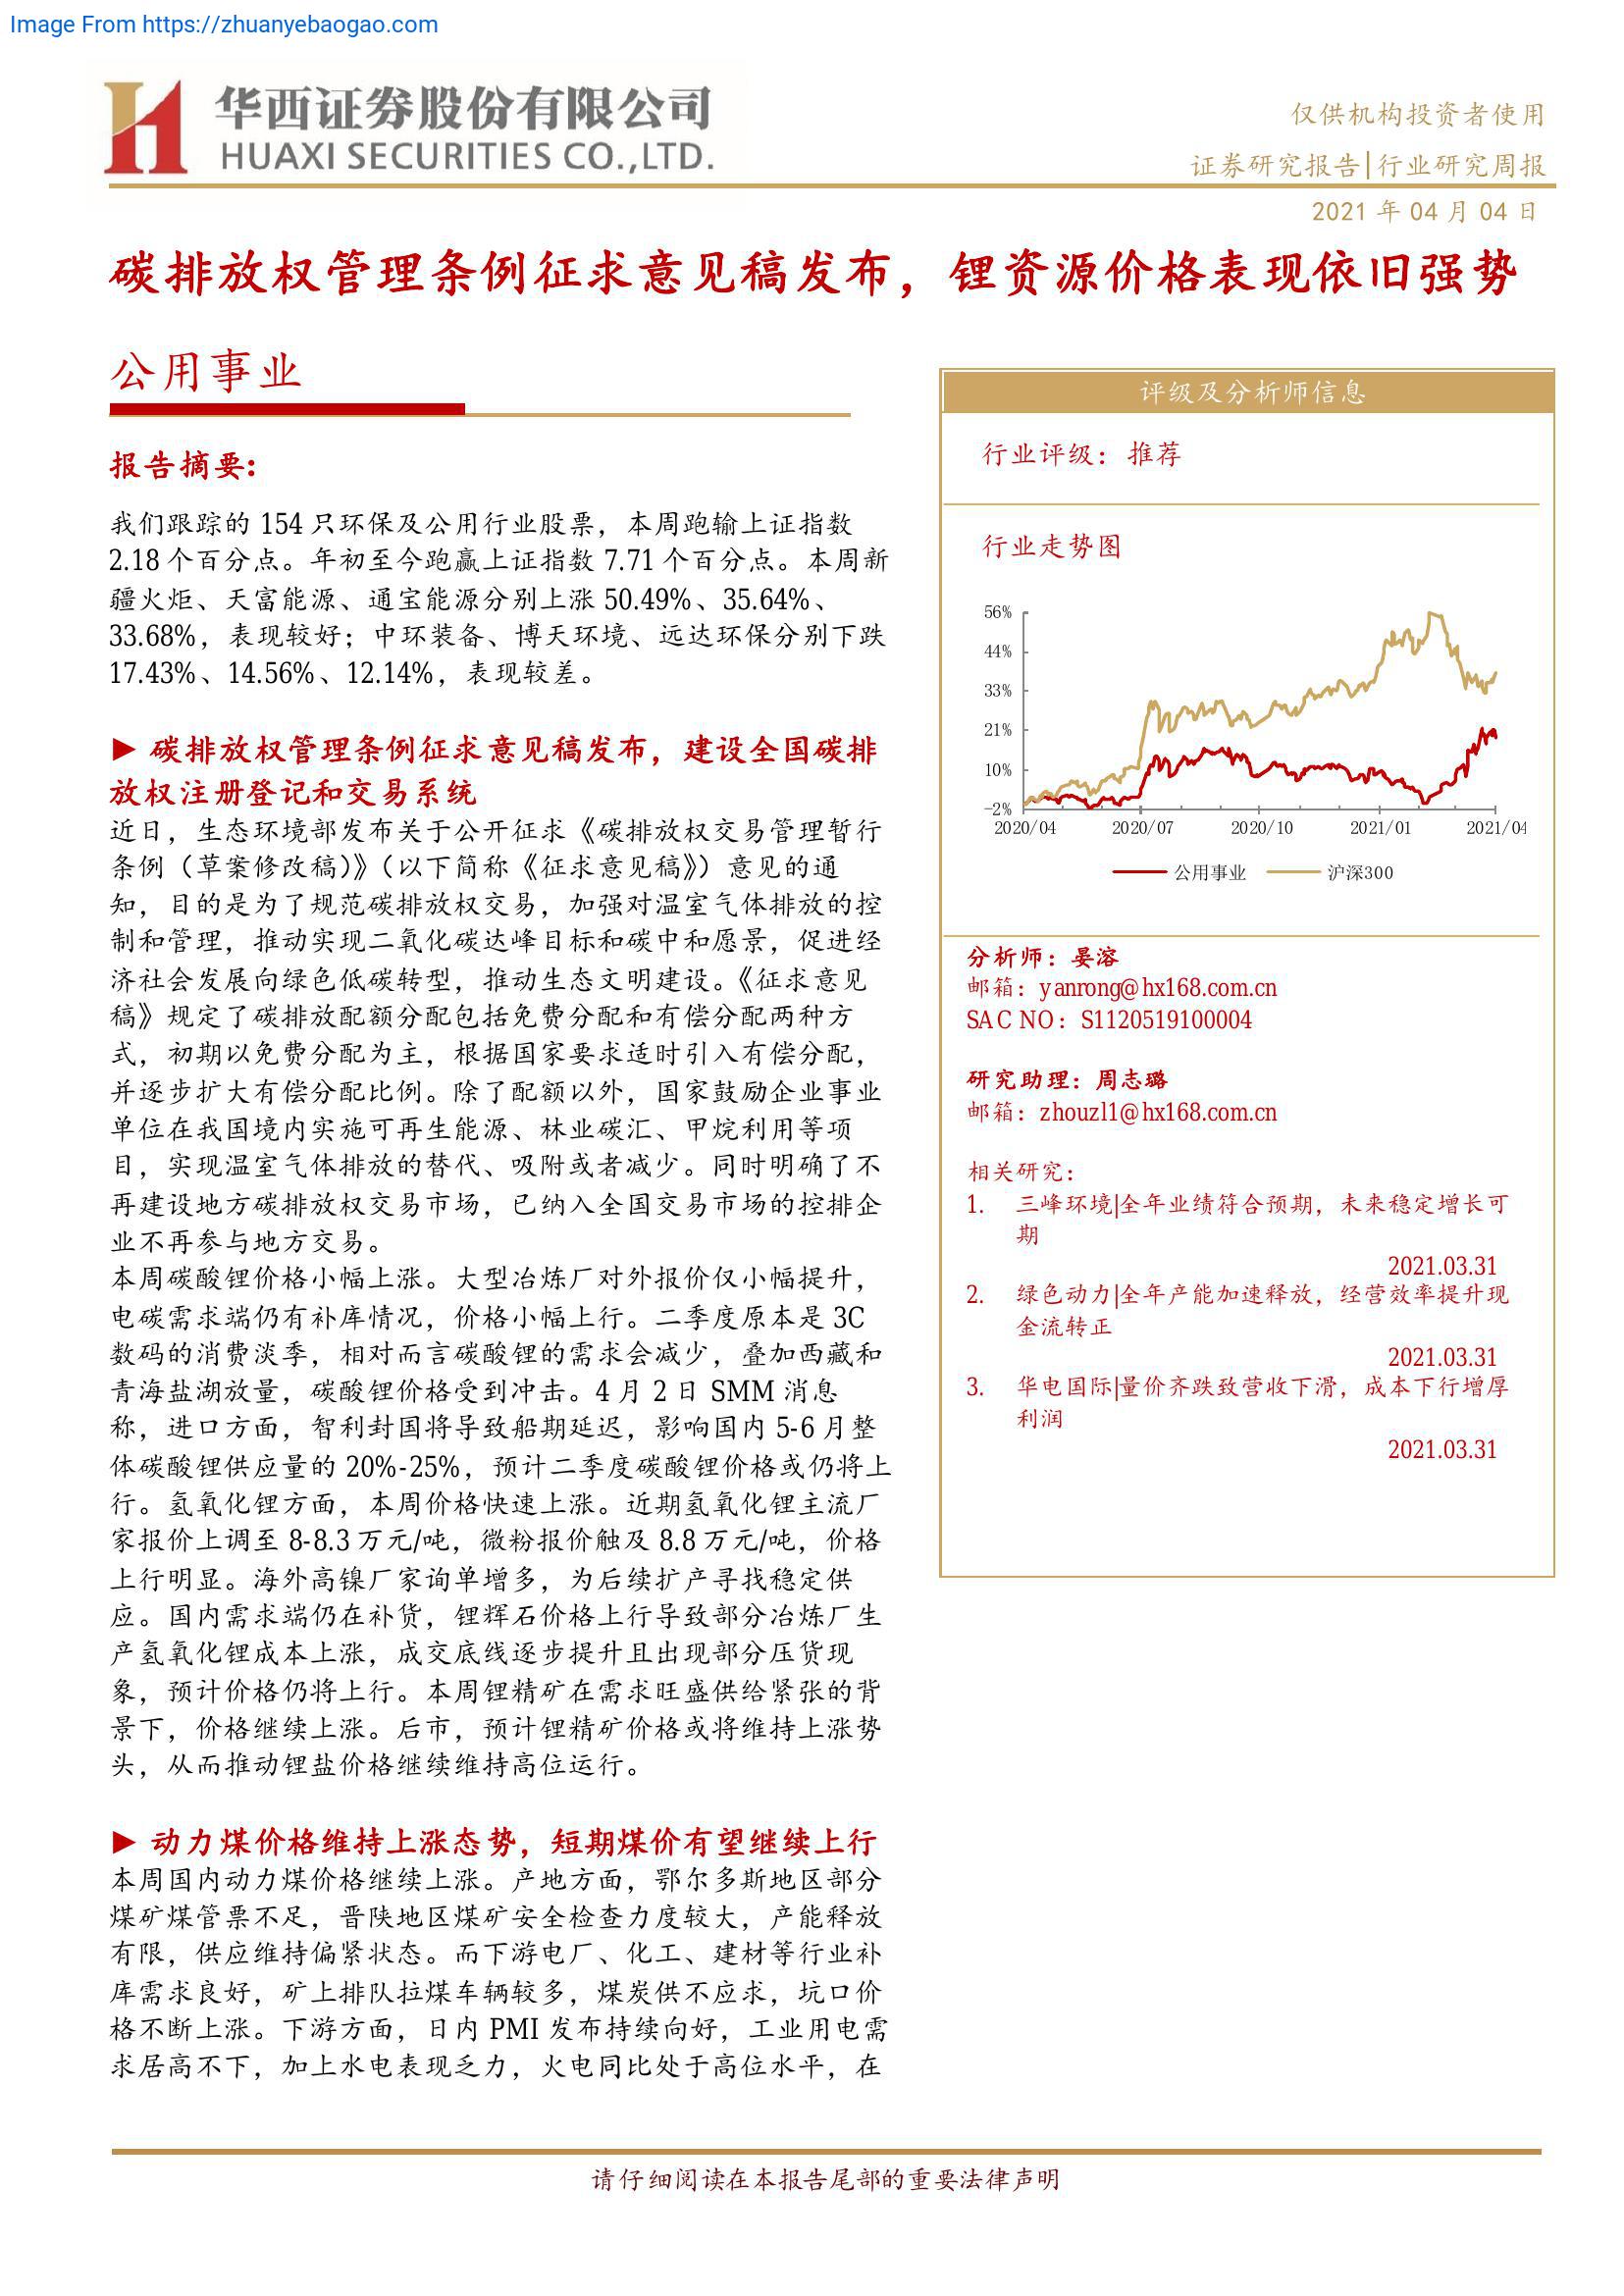 Image From https://zhuanyebaogao.com
华西证券股份有限公司
HUAXI SECURITIES CO.,LTD.
仅供机构投资者使用
证券研究报告|行业研究周报
2021 年 04 月 04 日
碳排放权管理条例征求意见稿发布，锂资源价格表现依旧强势
公用事业
报告摘要:
我们跟踪的 154 只环保及公用行业股票，本周跑输上证指数
2.18 个百分点。年初至今跑赢上证指数 7.71 个百分点。本周新
疆火炬、天富能源、通宝能源分别上涨 50.49%、35.64%、
33.68%，表现较好；中环装备、博天环境、远达环保分别下跌
17.43%、14.56%、12.14%，表现较差。
► 碳排放权管理条例征求意见稿发布，建设全国碳排
放权注册登记和交易系统
近日，生态环境部发布关于公开征求《碳排放权交易管理暂行
条例（草案修改稿）》（以下简称《征求意见稿》）意见的通
知，目的是为了规范碳排放权交易，加强对温室气体排放的控
制和管理，推动实现二氧化碳达峰目标和碳中和愿景，促进经
济社会发展向绿色低碳转型，推动生态文明建设。《征求意见
稿》规定了碳排放配额分配包括免费分配和有偿分配两种方
式，初期以免费分配为主，根据国家要求适时引入有偿分配，
并逐步扩大有偿分配比例。除了配额以外，国家鼓励企业事业
单位在我国境内实施可再生能源、林业碳汇、甲烷利用等项
目，实现温室气体排放的替代、吸附或者减少。同时明确了不
再建设地方碳排放权交易市场，已纳入全国交易市场的控排企
业不再参与地方交易。
本周碳酸锂价格小幅上涨。大型冶炼厂对外报价仅小幅提升，
电碳需求端仍有补库情况，价格小幅上行。二季度原本是 3C
数码的消费淡季，相对而言碳酸锂的需求会减少，叠加西藏和
青海盐湖放量，碳酸锂价格受到冲击。4 月 2 日 SMM 消息
称，进口方面，智利封国将导致船期延迟，影响国内 5-6 月整
体碳酸锂供应量的 20%-25%，预计二季度碳酸锂价格或仍将上
行。氢氧化锂方面，本周价格快速上涨。近期氢氧化锂主流厂
家报价上调至 8-8.3 万元/吨，微粉报价触及 8.8 万元/吨，价格
上行明显。海外高镍厂家询单增多，为后续扩产寻找稳定供
应。国内需求端仍在补货，锂辉石价格上行导致部分冶炼厂生
产氢氧化锂成本上涨，成交底线逐步提升且出现部分压货现
象，预计价格仍将上行。本周锂精矿在需求旺盛供给紧张的背
景下，价格继续上涨。后市，预计锂精矿价格或将维持上涨势
头，从而推动锂盐价格继续维持高位运行。
► 动力煤价格维持上涨态势，短期煤价有望继续上行
本周国内动力煤价格继续上涨。产地方面，鄂尔多斯地区部分
煤矿煤管票不足，晋陕地区煤矿安全检查力度较大，产能释放
有限，供应维持偏紧状态。而下游电厂、化工、建材等行业补
库需求良好，矿上排队拉煤车辆较多，煤炭供不应求，坑口价
格不断上涨。下游方面，日内 PMI 发布持续向好，工业用电需
求居高不下，加上水电表现乏力，火电同比处于高位水平，在
评级及分析师信息
行业评级：推荐
行业走势图
56%
44%
33%
21%
10%
-2%
2020/04 2020/07 2020/10 2021/01 2021/04
公用事业 沪深300
分析师：晏溶
邮箱：yanrong@hx168.com.cn
SAC NO：S1120519100004
研究助理：周志璐
邮箱：zhouzl1@hx168.com.cn
相关研究：
1. 三峰环境|全年业绩符合预期，未来稳定增长可
期
2021.03.31
2. 绿色动力|全年产能加速释放，经营效率提升现
金流转正
2021.03.31
3. 华电国际|量价齐跌致营收下滑，成本下行增厚
利润
2021.03.31
请仔细阅读在本报告尾部的重要法律声明